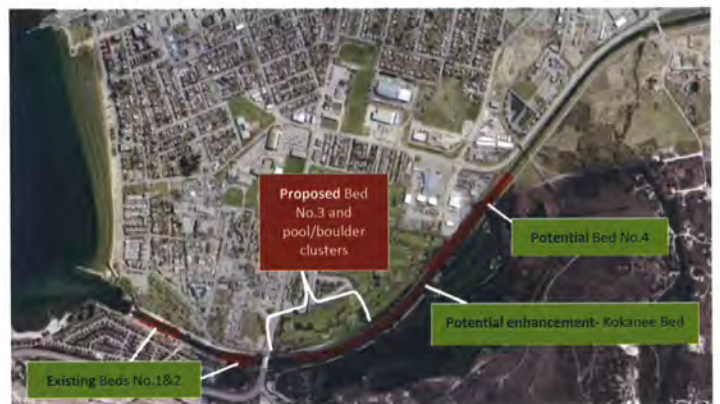 Proposed Bed
No.3 and
pool/boulder
clusters
Potential Bed No.4
Potential enhancement- Kokanee Bed
Existing Beds No.1&2